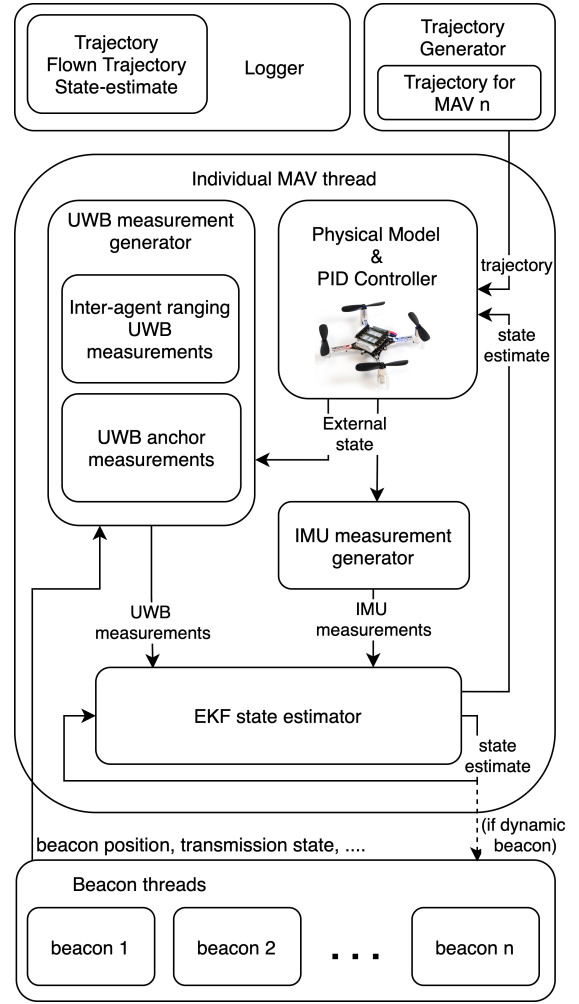 Trajectory
Flown Trajectory
State-estimate
Logger
Trajectory
Generator
Trajectory for
MAV n
Individual MAV thread
UWB measurement
generator
Inter-agent ranging
UWB
measurements
UWB anchor
measurements
Physical Model
&
PID Controller
trajectory
state
estimate
External
state
IMU measurement
generator
UWB
measurements
IMU
measurements
EKF state estimator
state
estimate
(if dynamic
beacon)
beacon position, transmission state, ....
Beacon threads
beacon 1
beacon 2
. . .
beacon n